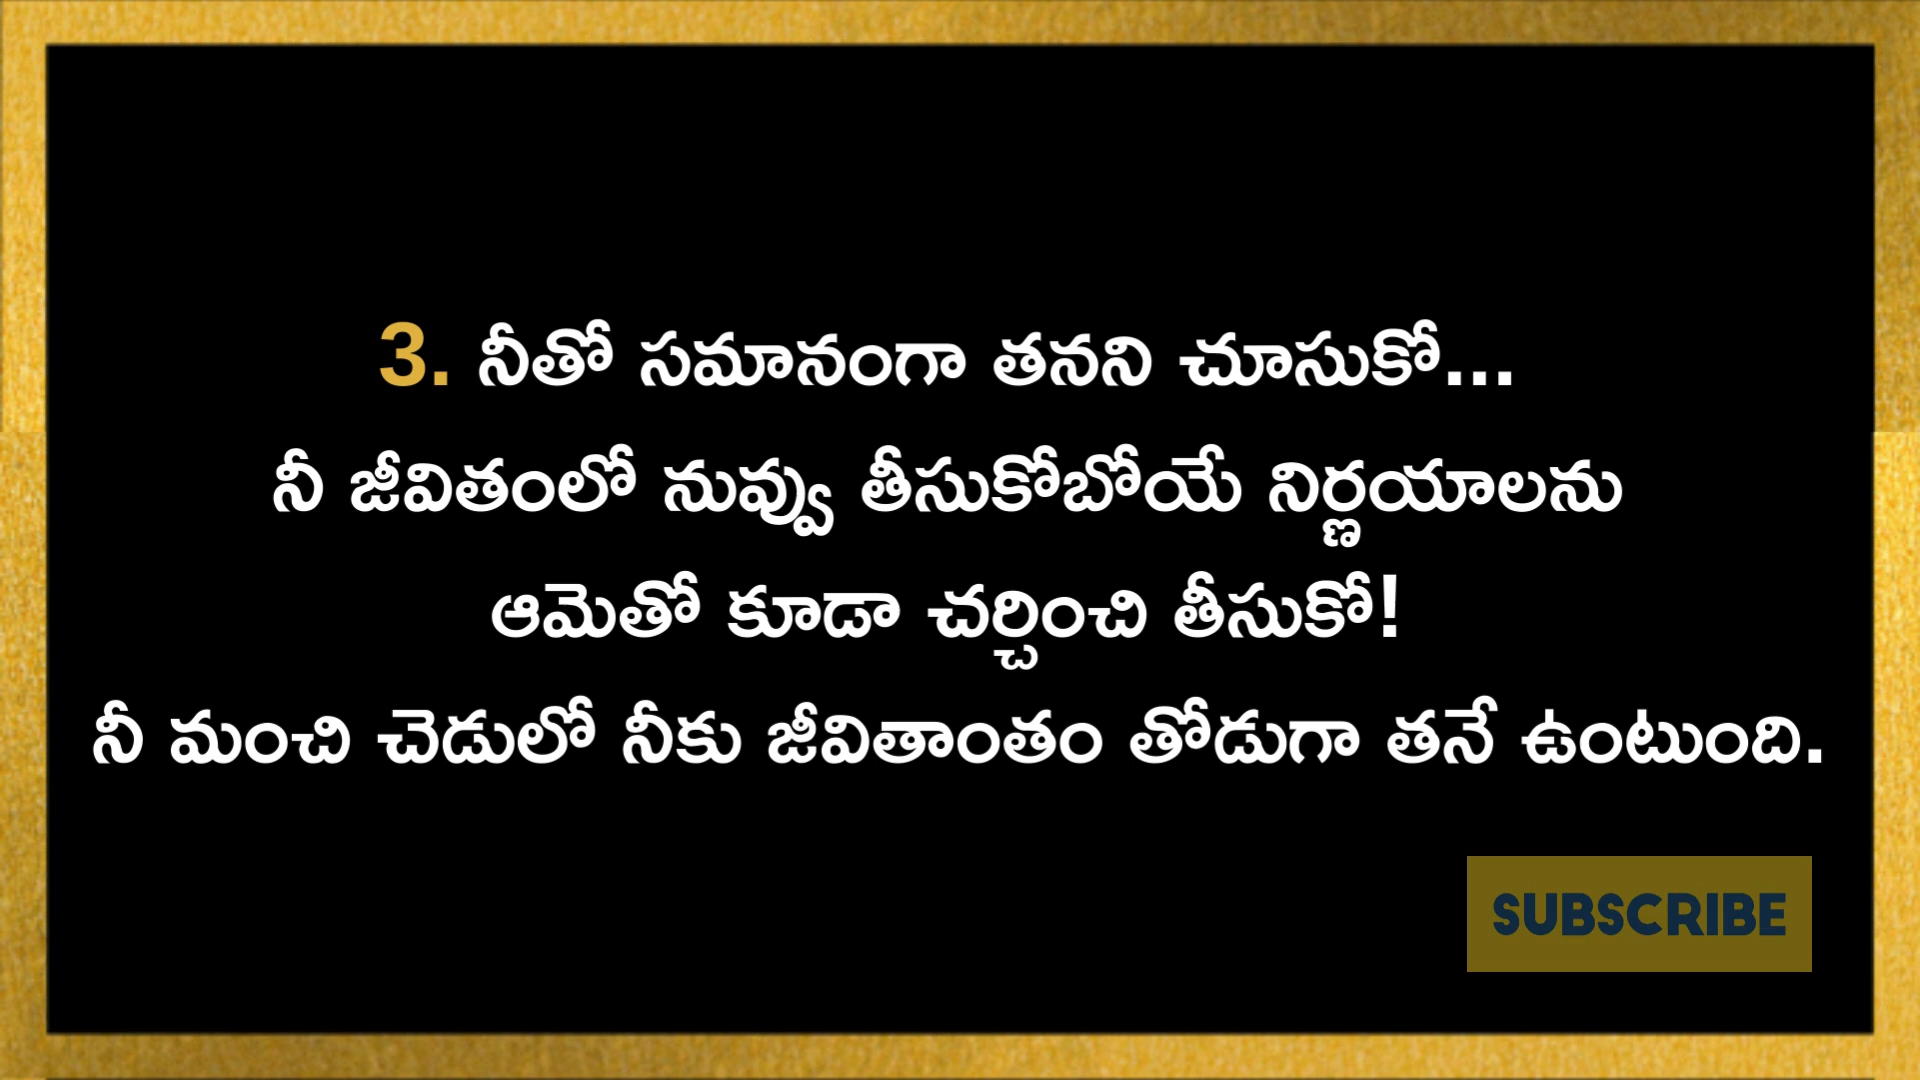 3. నీతో సమానంగా తనని చూసుకో...
నీ జీవితంలో నువ్వు తీసుకోబోయే నిర్ణయాలను
ఆమెతో కూడా చర్చించి తీసుకో!
నీ మంచి చెడులో నీకు జీవితాంతం తోడుగా తనే ఉంటుంది.
SUBSCRIBE